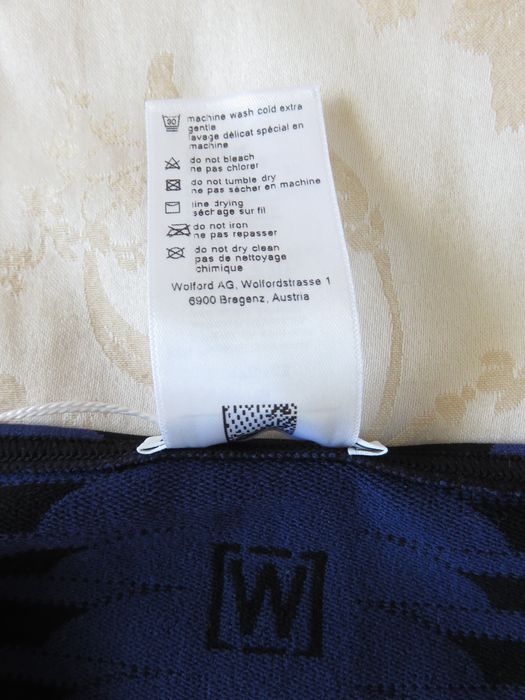 30
machine wash cold extra
gentle
lavage délicat spécial en
machine
do not bleach
ne pas chlorer
do not tumble dry
ne pas sécher en machine
line drying
séchage sur fil
do not iron
ne pas repasser
do not dry clean
pas de nettoyage
chimique
Wolford AG, Wolfordstrasse 1
6900 Bregenz, Austria
W